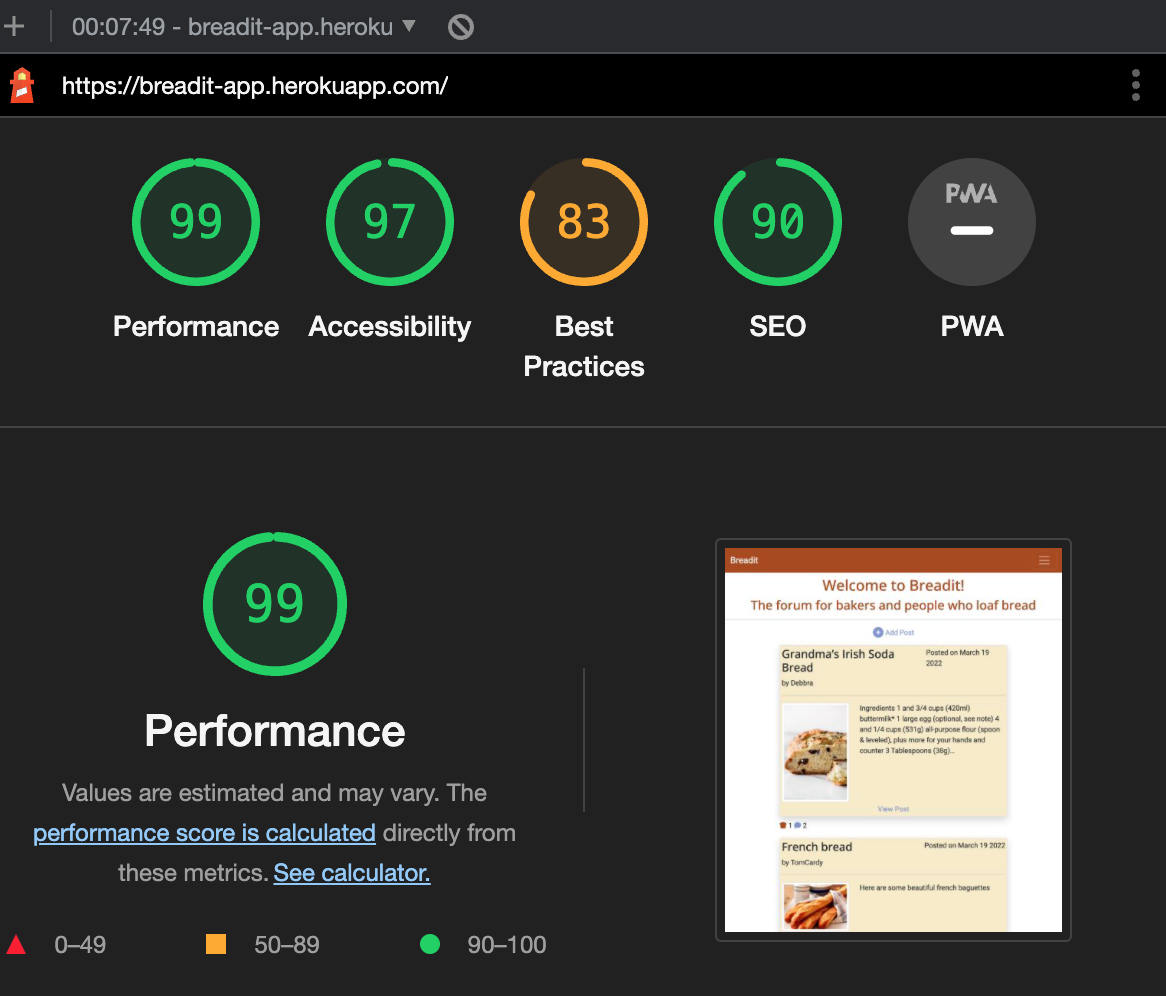 00:07:49 - breadit-app.heroku
https://breadit-app.herokuapp.com/
99
97
83
90
PWA
Performance
Accessibility
Best
Practices
SEO
PWA
99
Performance
Values are estimated and may vary. The
performance score is calculated directly from
these metrics. See calculator.
0–49
50–89
90–100
Breadit
Welcome to Breadit!
The forum for bakers and people who loaf bread
Add Post
Grandma's Irish Soda
Bread
Posted on March 19
2022
by Debbra
Ingredients 1 and 3/4 cups (420ml)
buttermilk* 1 large egg (optional, see note) 4
and 1/4 cups (531g) all-purpose flour (spoon
& leveled), plus more for your hands and
counter 3 Tablespoons (38g)...
View Post
1 2
French bread
Posted on March 19 2022
by TomCardy
Here are some beautiful french baguettes